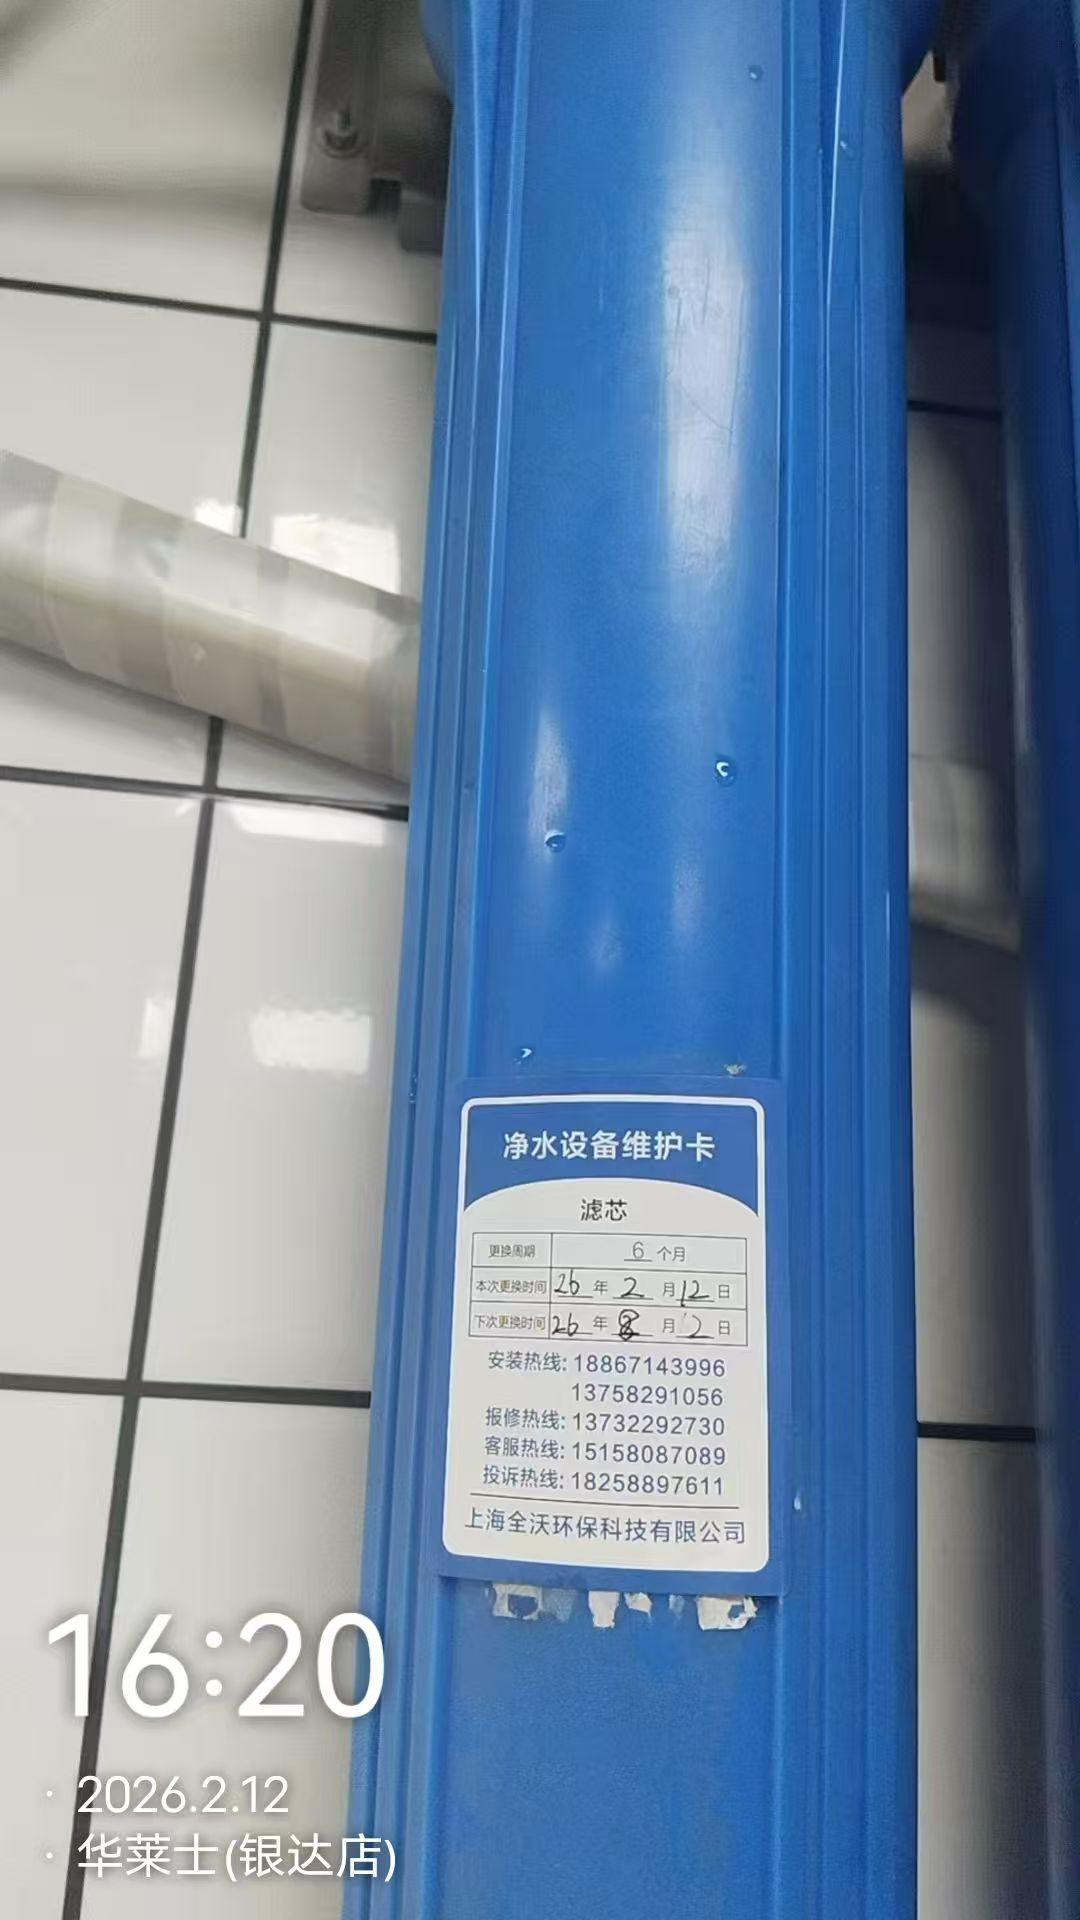 净水设备维护卡
滤芯
更换周期 6 个月
本次更换时间 26 年 2 月 12 日
下次更换时间 26 年 8 月 12 日
安装热线: 18867143996
13758291056
报修热线: 13732292730
客服热线: 15158087089
投诉热线: 18258897611
上海全沃环保科技有限公司
16:20
· 2026.2.12
· 华莱士(银达店)